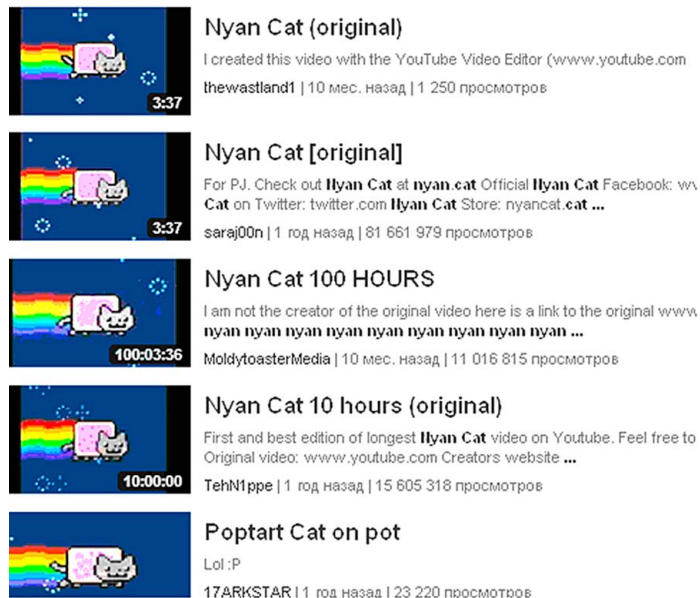 Nyan Cat (original)
I created this video with the YouTube Video Editor (www.youtube.com
3:37
thewastland1 | 10 мес. назад | 1 250 просмотров
Nyan Cat [original]
For PJ. Check out Nyan Cat at nyan.cat Official Nyan Cat Facebook:
Cat on Twitter: twitter.com Nyan Cat Store: nyancat.cat ...
3:37
saraj00n | 1 год назад | 81 661 979 просмотров
Nyan Cat 100 HOURS
I am not the creator of the original video here is a link to the original www.
nyan nyan nyan nyan nyan nyan nyan nyan nyan ...
100:03:36
MoldytoasterMedia | 10 мес. назад | 11 016 815 просмотров
Nyan Cat 10 hours (original)
First and best edition of longest Nyan Cat video on Youtube. Feel free to
Original video: www.youtube.com Creators website ...
10:00:00
TehN1ppe | 1 год назад | 15 605 318 просмотров
Poptart Cat on pot
Lol :P
17ARKSTAR | 1 год назад | 23 220 просмотров